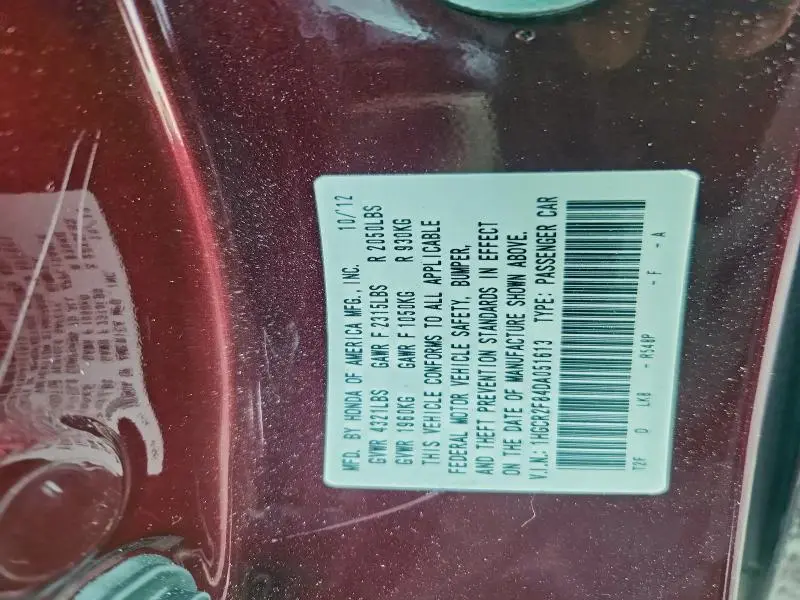 MFD. BY HONDA OF AMERICA MFG., INC. 10/12
GVWR 4321LBS GAWR F 2315LBS R 2050LBS
GVWR 1960KG GAWR F 1050KG R 930KG
THIS VEHICLE CONFORMS TO ALL APPLICABLE
FEDERAL MOTOR VEHICLE SAFETY, BUMPER,
AND THEFT PREVENTION STANDARDS IN EFFECT
ON THE DATE OF MANUFACTURE SHOWN ABOVE.
V.I.N.: 1HGCR2F84DA051613 TYPE: PASSENGER CAR
T2F D LKB - R548P - F - A